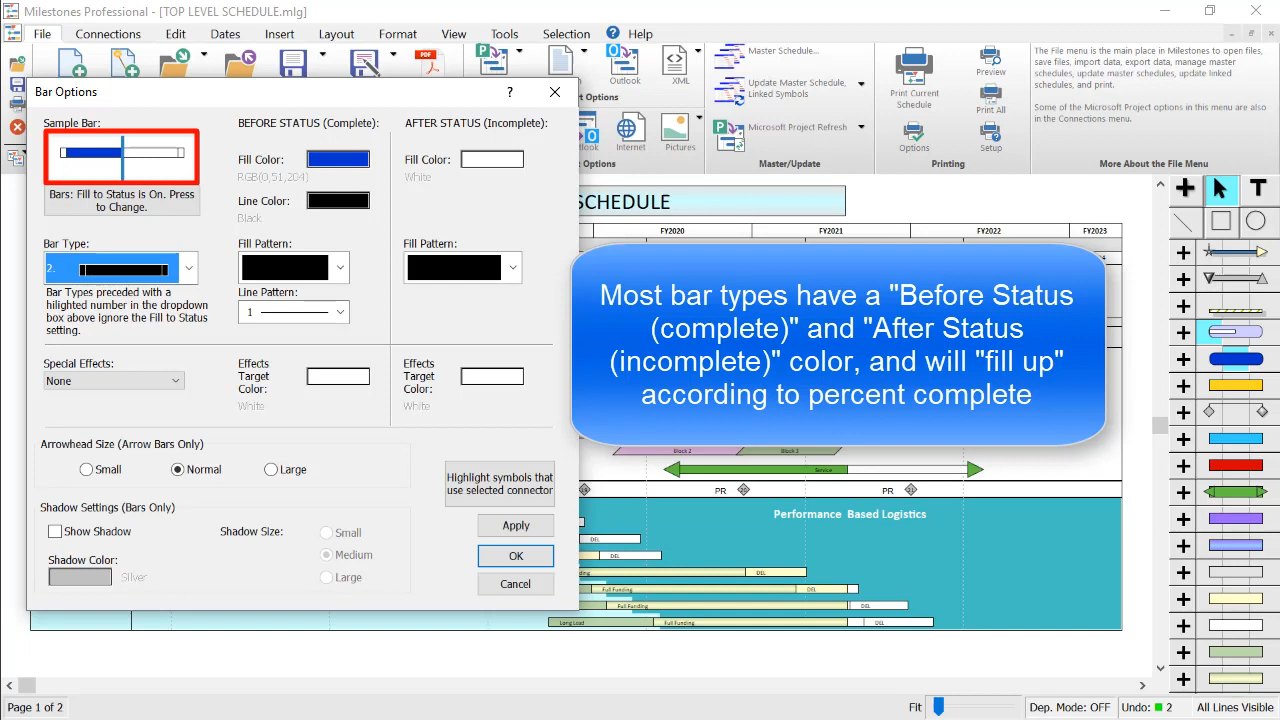 Milestones Professional - [TOP LEVEL SCHEDULE.mlg]
File Connections Edit Dates Insert Layout Format View Tools Selection ? Help
PDF
Outlook
XML
Options
Internet
Pictures
Master Schedule...
Update Master Schedule,
Linked Symbols
Microsoft Project Refresh
Master/Update
Print Current
Schedule
Preview
Print All
Options
Setup
Printing
The File menu is the main place in Milestones to open files,
save files, import data, export data, manage master
schedules, update master schedules, update linked
schedules, and print.
Some of the Microsoft Project options in this menu are also
in the Connections menu.
More About the File Menu
Bar Options
?
Sample Bar:
Bars: Fill to Status is On. Press
to Change.
Bar Type:
2.
Bar Types preceded with a
hilighted number in the dropdown
box above ignore the Fill to Status
setting.
BEFORE STATUS (Complete):
Fill Color:
RGB(0,51,204)
Line Color:
Black
Fill Pattern:
Line Pattern:
1
AFTER STATUS (Incomplete):
Fill Color:
White
Fill Pattern:
Special Effects:
None
Effects
Target
Color:
White
Effects
Target
Color:
White
Arrowhead Size (Arrow Bars Only)
Small Normal Large
Highlight symbols that
use selected connector
Shadow Settings (Bars Only)
Show Shadow
Shadow Size:
Small
Medium
Large
Shadow Color:
Silver
Apply
OK
Cancel
SCHEDULE
FY2020 FY2021 FY2022 FY2023
Most bar types have a "Before Status
(complete)" and "After Status
(incomplete)" color, and will "fill up"
according to percent complete
Block 2 Block 3
Service
PR PR
Performance Based Logistics
DEL
DEL
DEL
DEL
Full Funding DEL
Full Funding DEL
Long Lead Full Funding DEL
Page 1 of 2
Fit
Dep. Mode: OFF
Undo: 2
All Lines Visible